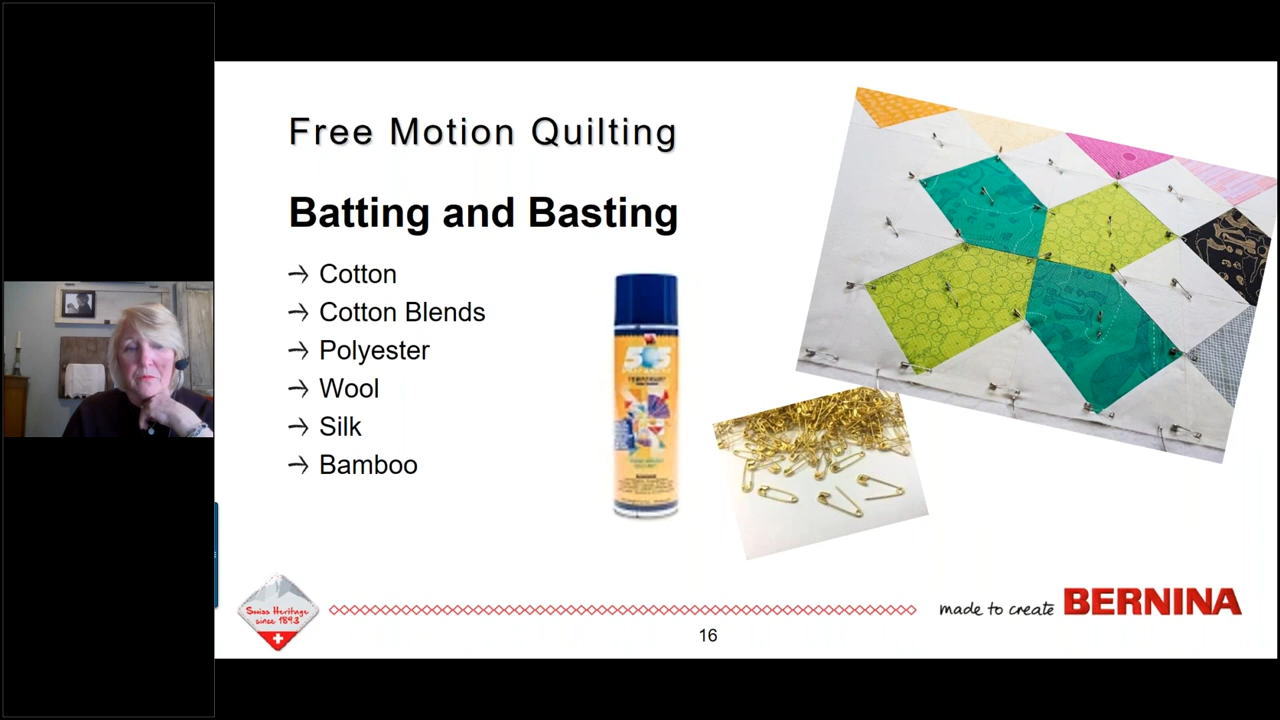 Free Motion Quilting
Batting and Basting
→ Cotton
→ Cotton Blends
→ Polyester
→ Wool
→ Silk
→ Bamboo
505
Swiss Heritage
since 1893
made to create BERNINA
16